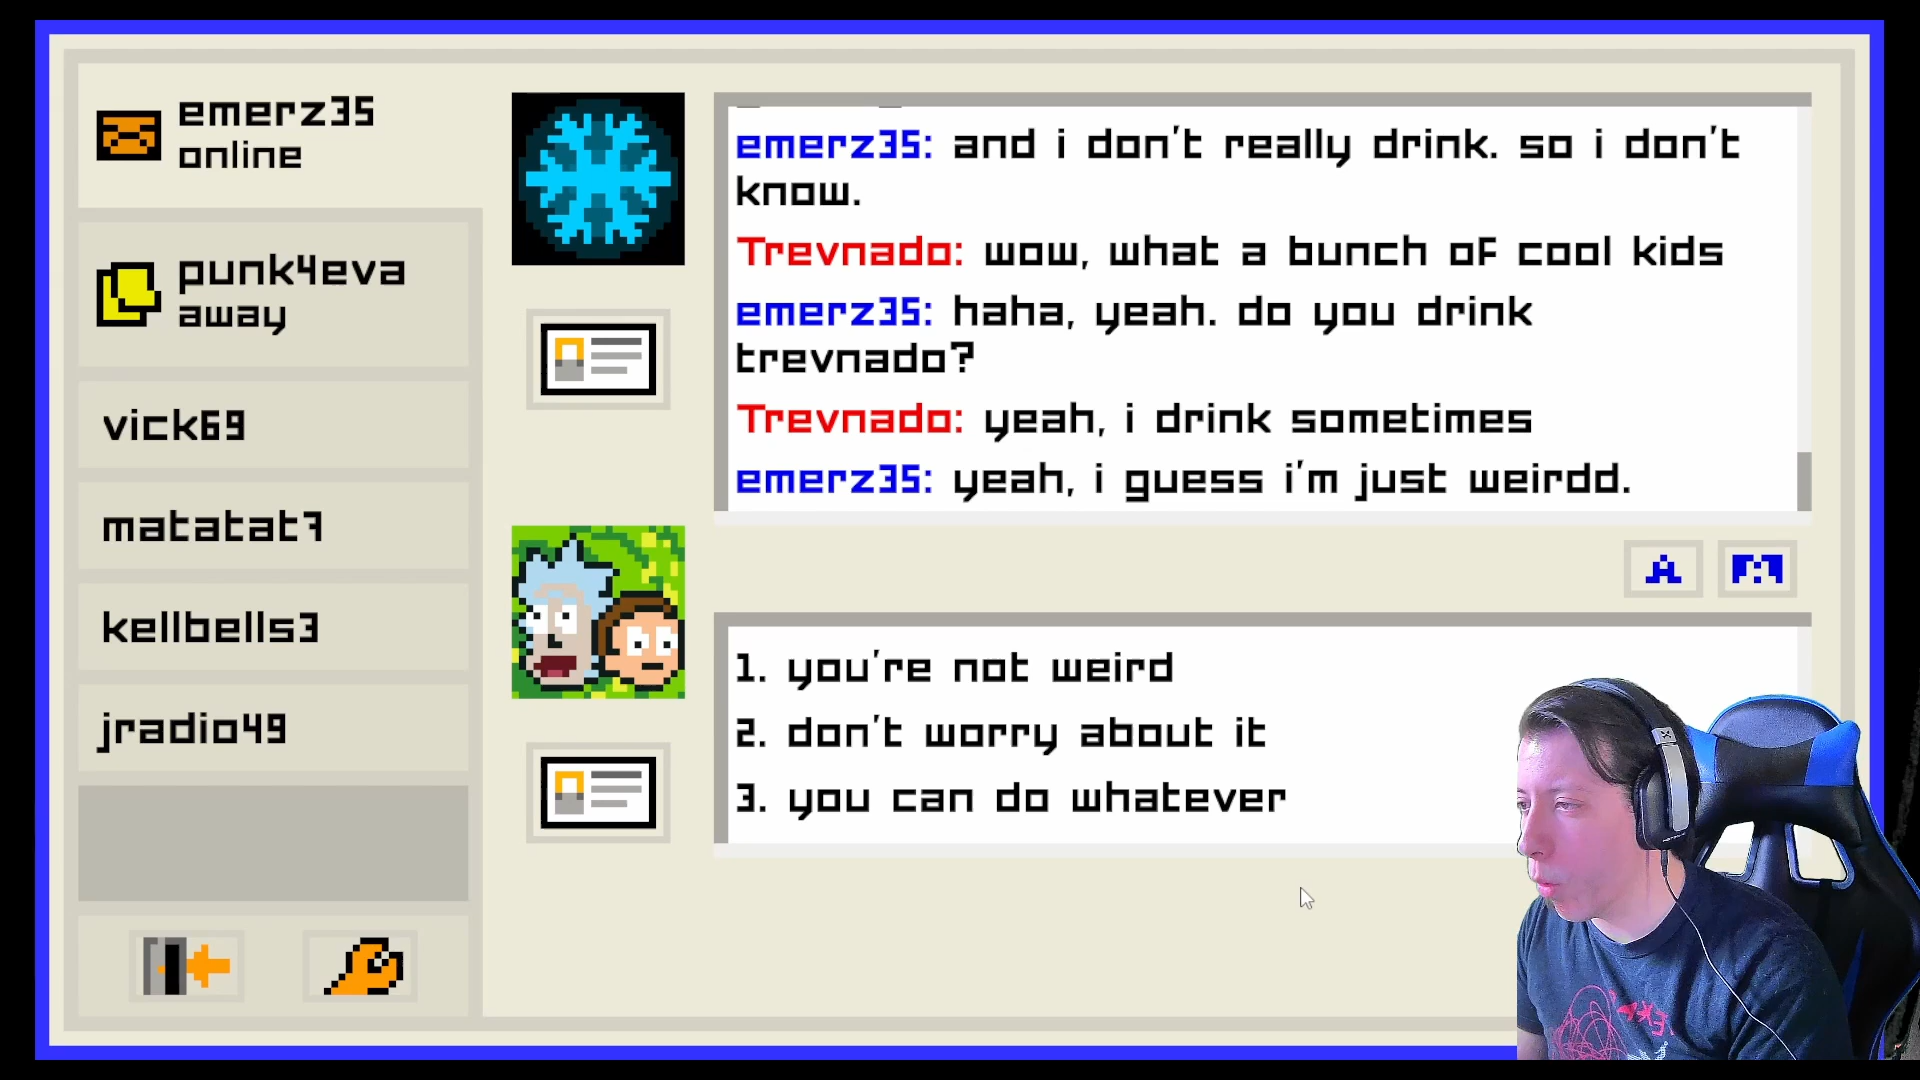 emerz35
online
punk4eva
away
vick69
matatat7
kellbells3
jradio49
emerz35: and i don't really drink. so i don't
know.
Trevnado: wow, what a bunch of cool kids
emerz35: haha, yeah. do you drink
trevnado?
Trevnado: yeah, i drink sometimes
emerz35: yeah, i guess i'm just weirdd.
A M
1. you're not weird
2. don't worry about it
3. you can do whatever